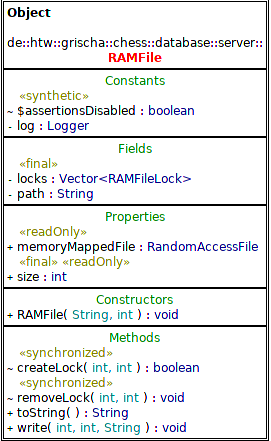 Object
de::htw::grischa::chess::database::server::
RAMFile
Constants
«synthetic»
~ $assertionsDisabled : boolean
- log : Logger
Fields
«final»
- locks : Vector<RAMFileLock>
- path : String
Properties
«readOnly»
+ memoryMappedFile : RandomAccessFile
«final» «readOnly»
+ size : int
Constructors
+ RAMFile( String, int ) : void
Methods
«synchronized»
~ createLock( int, int ) : boolean
«synchronized»
~ removeLock( int, int ) : void
+ toString( ) : String
+ write( int, int, String ) : void